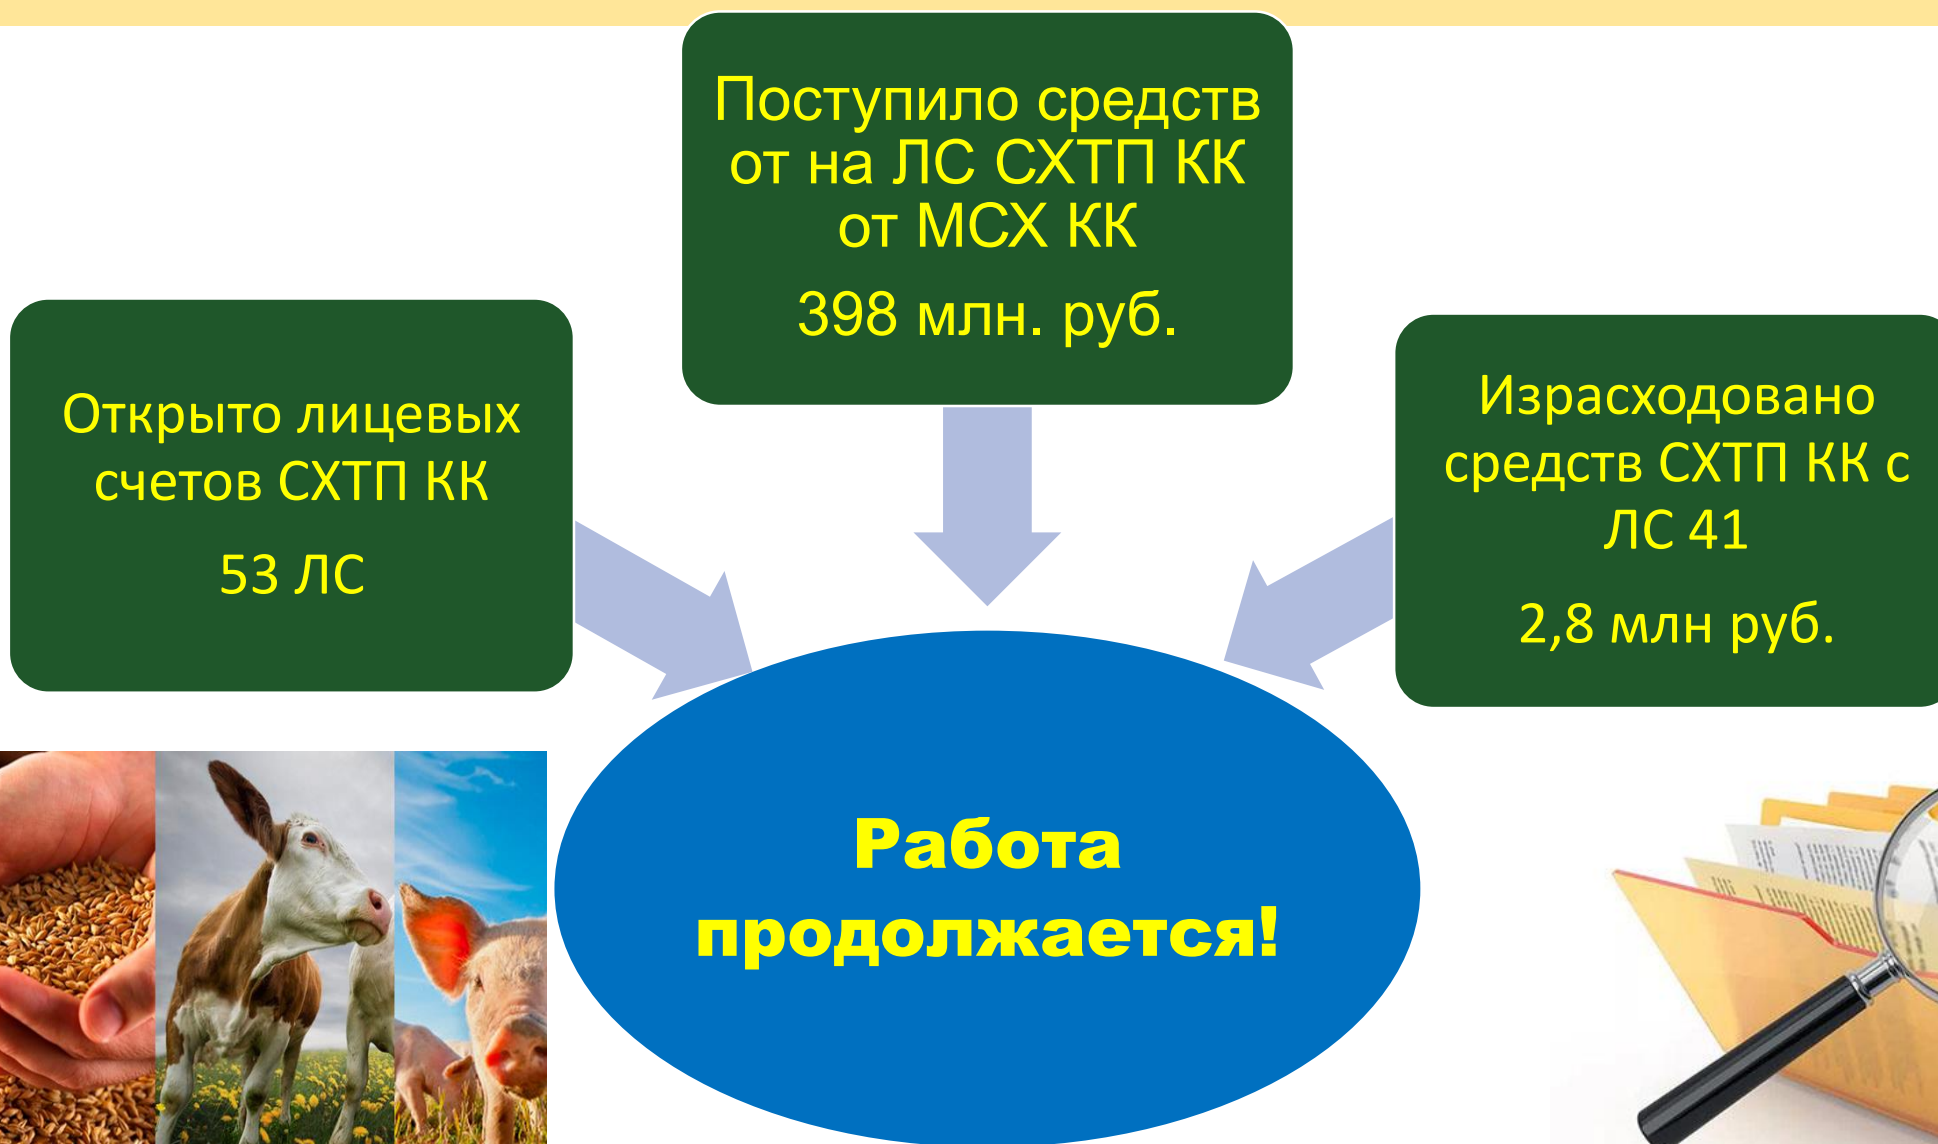 Поступило средств
от на ЛС СХТП КК
от МСХ КК
398 млн. руб.
Открыто лицевых
счетов СХТП КК
53 ЛС
Израсходовано
средств СХТП КК с
ЛС 41
2,8 млн руб.
Работа
продолжается!